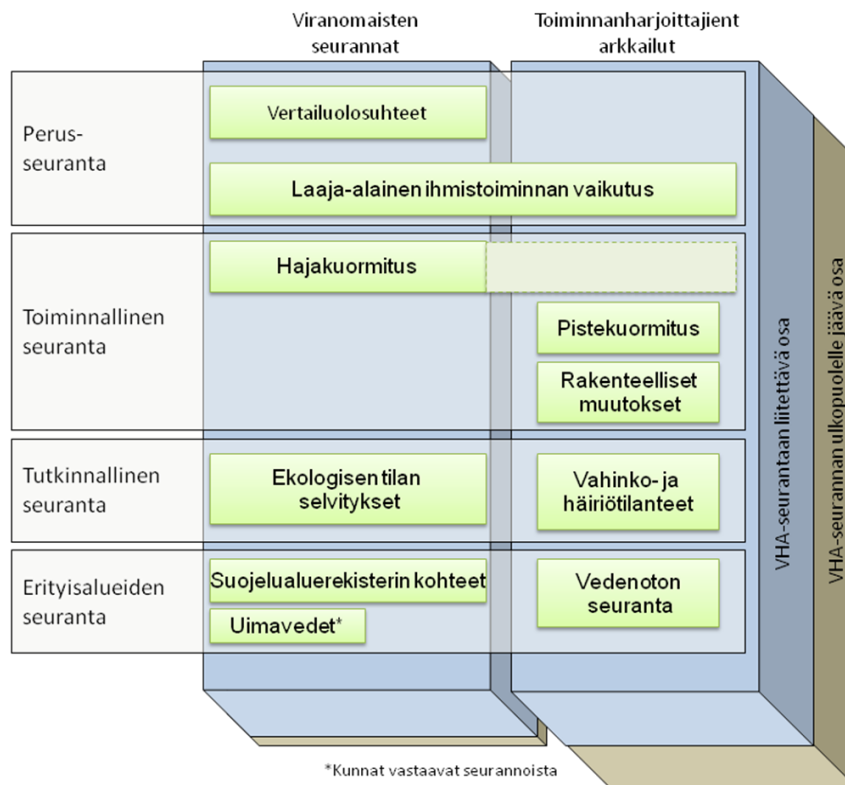 Viranomaisten
seurannat
Toiminnanharjoittajient
arkkailut
Perus-
seuranta
Vertailuolosuhteet
Laaja-alainen ihmistoiminnan vaikutus
Toiminnallinen
seuranta
Hajakuormitus
Pistekuormitus
Rakenteelliset
muutokset
Tutkinnallinen
seuranta
Ekologisen tilan
selvitykset
Vahinko- ja
häiriötilanteet
Erityisalueiden
seuranta
Suojelualuerekisterin kohteet
Uimavedet*
Vedenoton
seuranta
VHA-seurantaan liitettävä osa
VHA-seurannan ulkopuolelle jäävä osa
*Kunnat vastaavat seurannoista